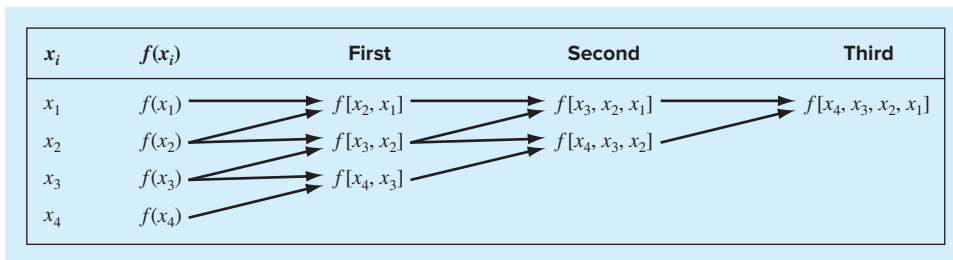 xᵢ f(xᵢ) First Second Third
x₁ f(x₁) f[x₂, x₁] f[x₃, x₂, x₁] f[x₄, x₃, x₂, x₁]
x₂ f(x₂) f[x₃, x₂] f[x₄, x₃, x₂]
x₃ f(x₃) f[x₄, x₃]
x₄ f(x₄)